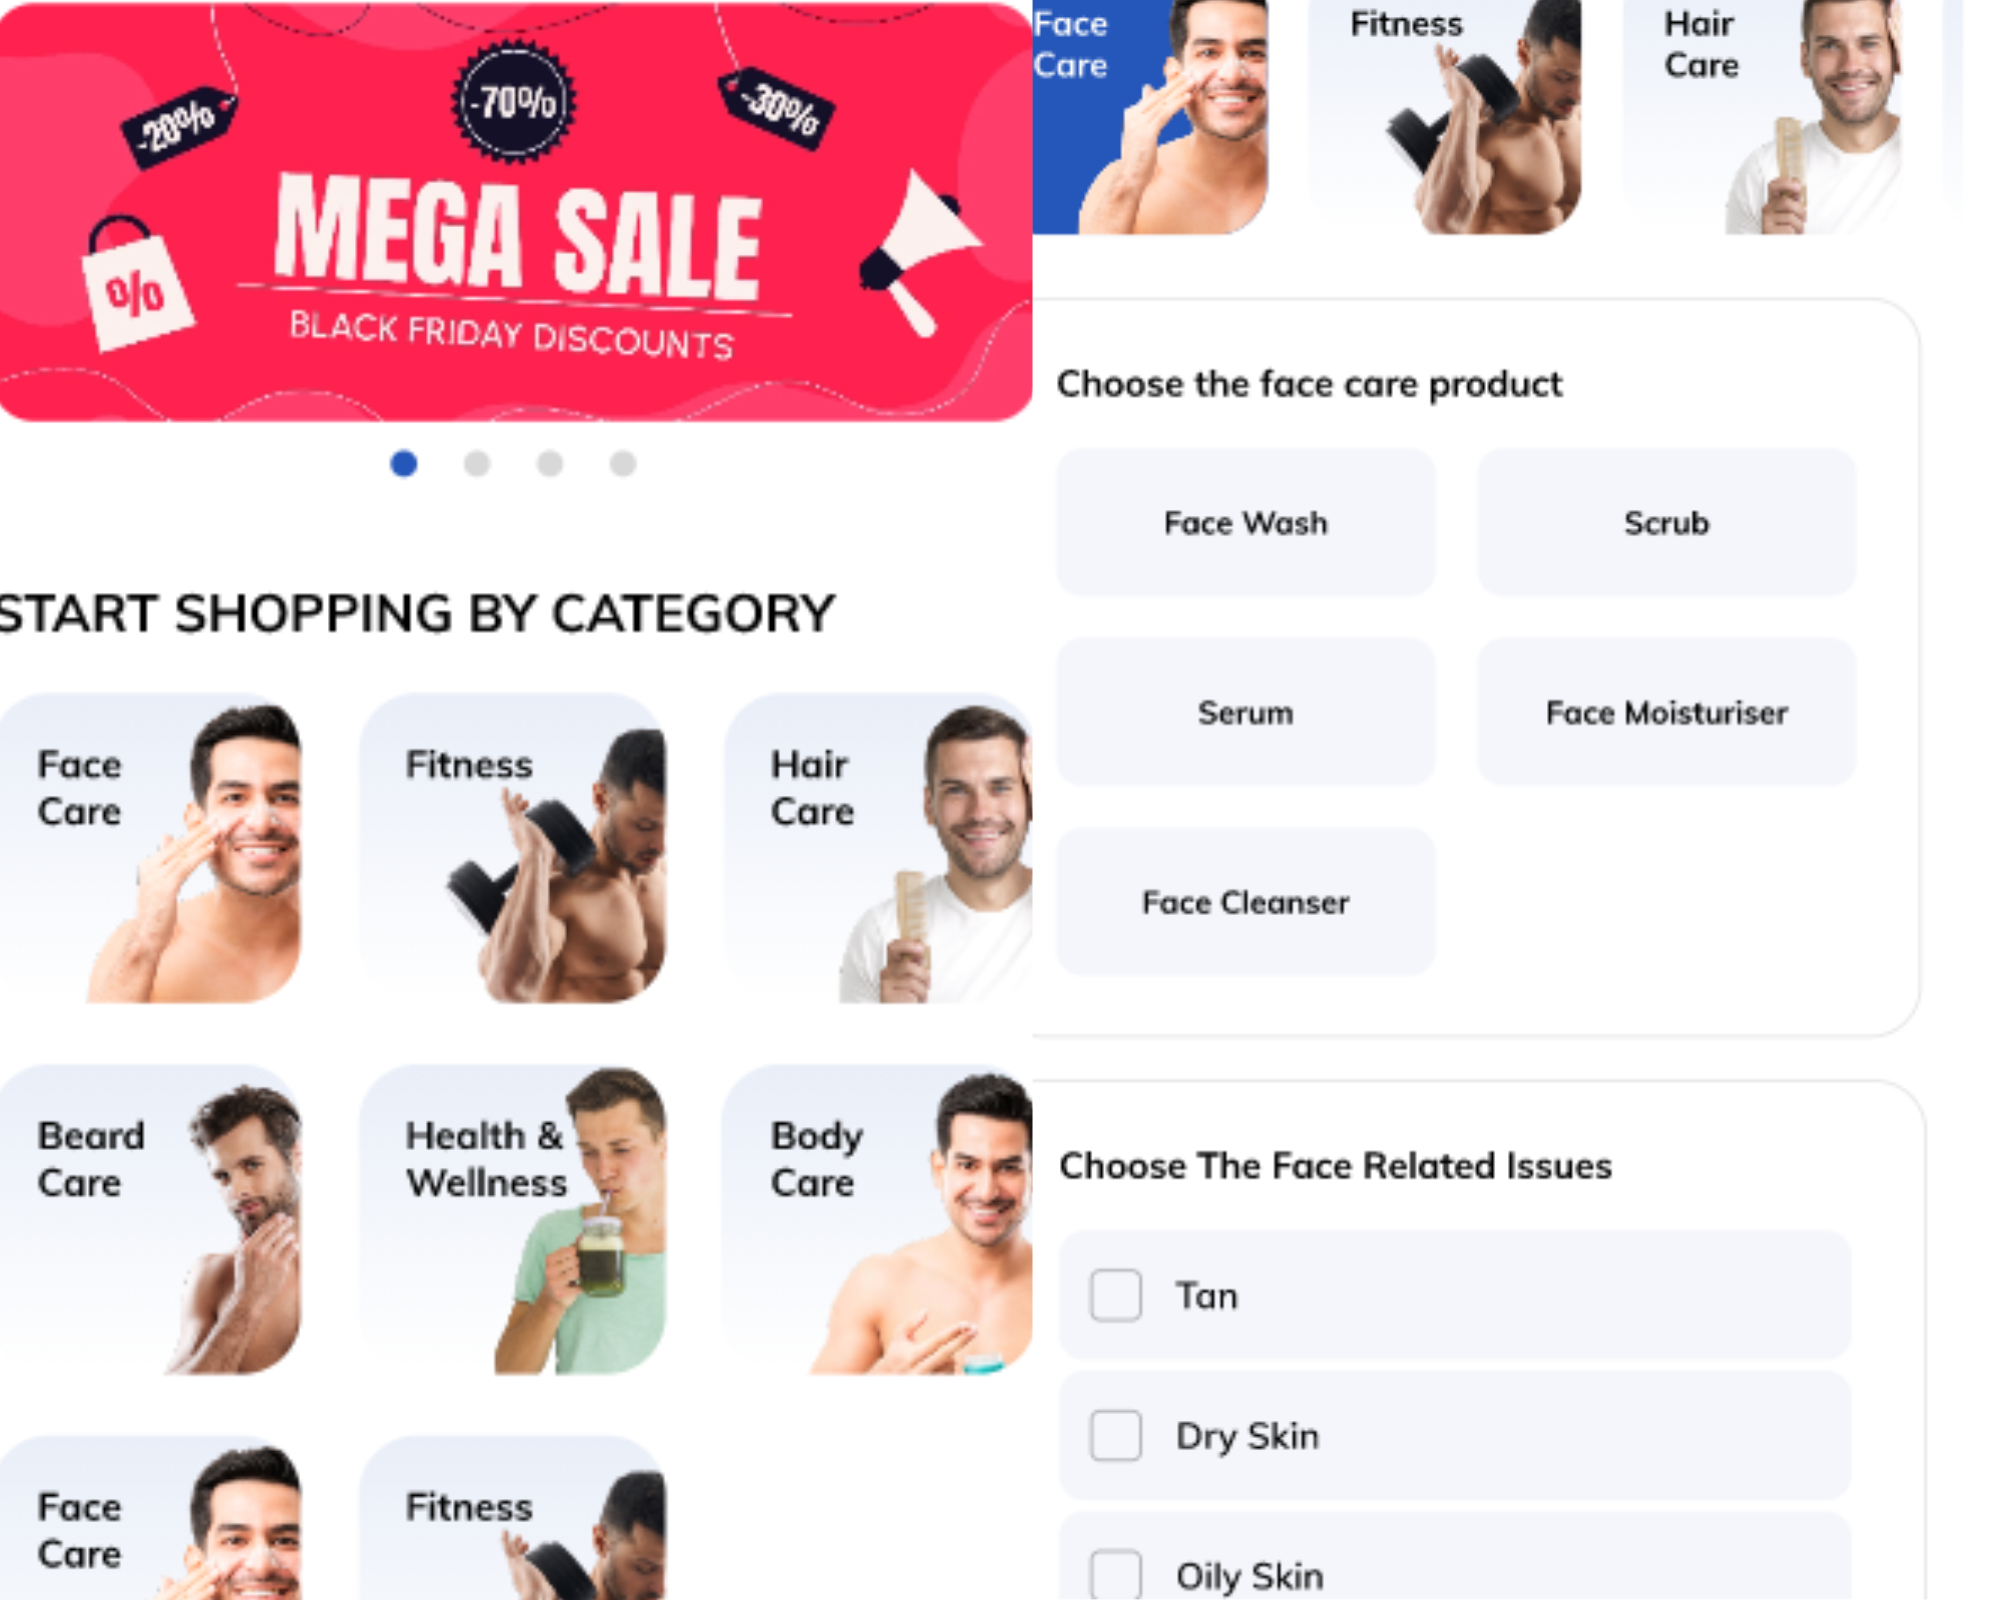 -20%
-70%
-30%
%
MEGA SALE
BLACK FRIDAY DISCOUNTS
START SHOPPING BY CATEGORY
Face
Care
Fitness
Hair
Care
Beard
Care
Health &
Wellness
Body
Care
Face
Care
Fitness
Face
Care
Fitness
Hair
Care
Choose the face care product
Face Wash
Scrub
Serum
Face Moisturiser
Face Cleanser
Choose The Face Related Issues
Tan
Dry Skin
Oily Skin